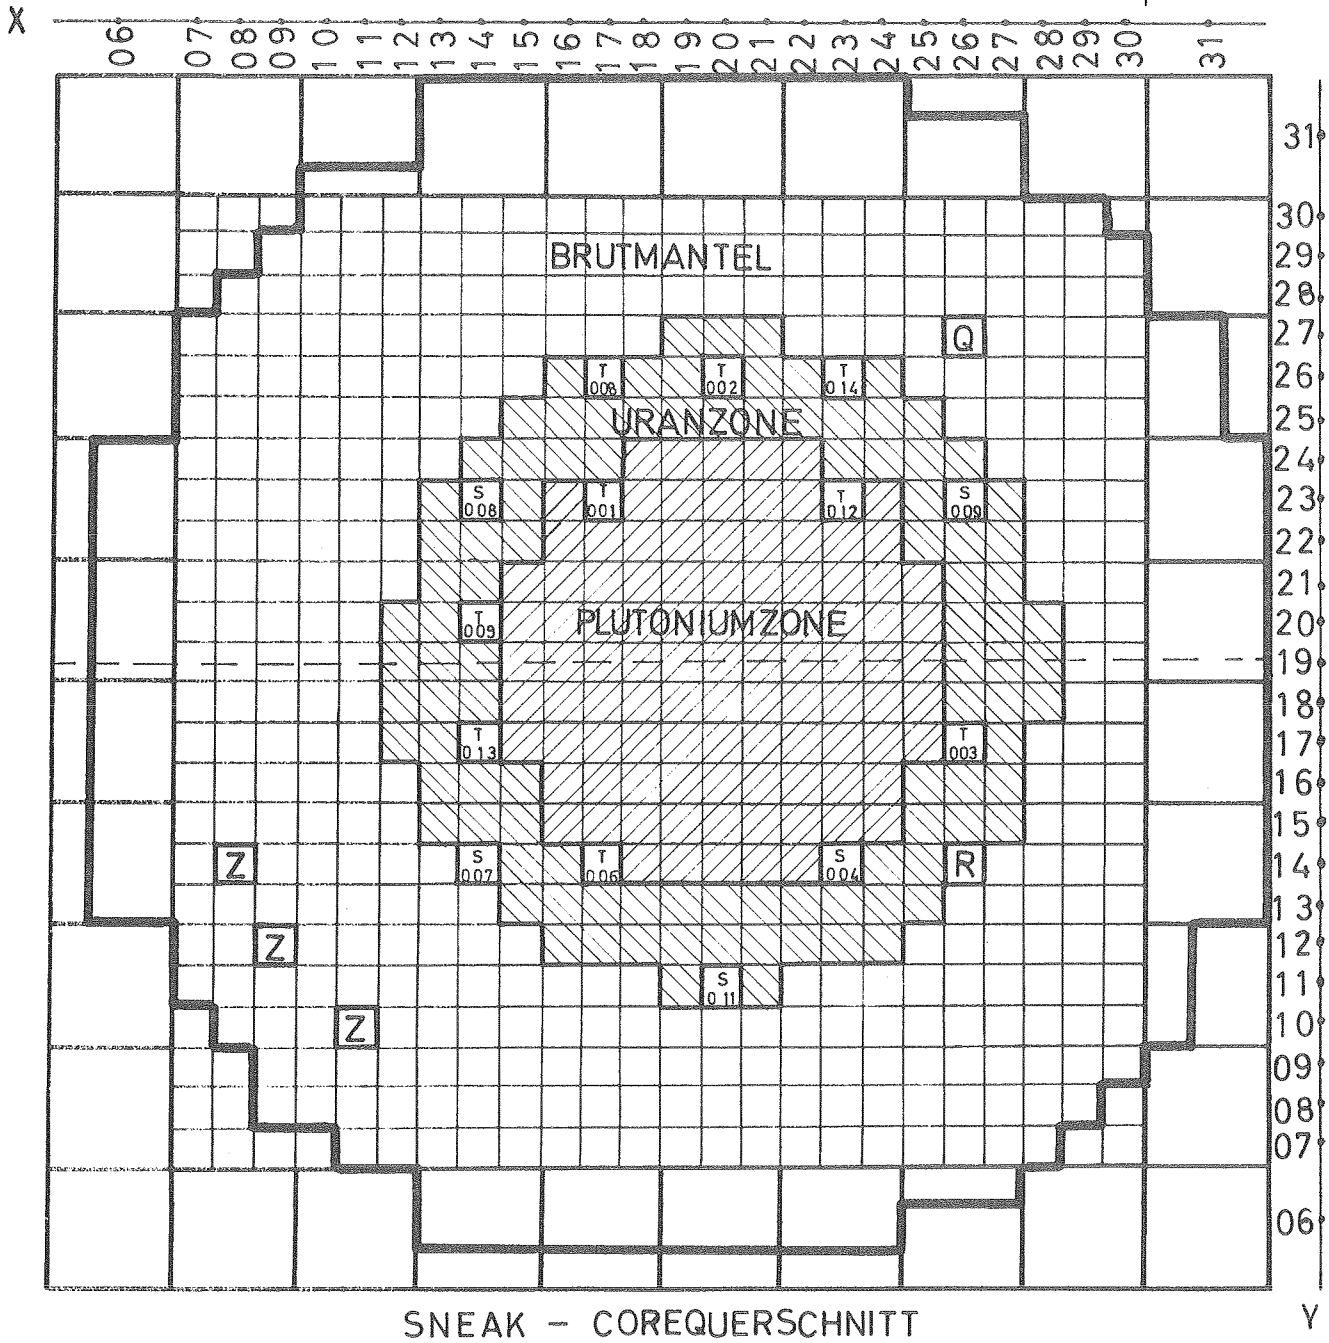 X
06 07 08 09 10 11 12 13 14 15 16 17 18 19 20 21 22 23 24 25 26 27 28 29 30 31
31
30
BRUTMANTEL 29
28
Q 27
T 008 T 002 T 014 26
URANZONE 25
24
S 008 T 001 T 012 S 009 23
22
21
T 009 PLUTONIUMZONE 20
19
18
T 013 T 003 17
16
15
Z S 007 T 006 S 004 R 14
13
Z 12
S 011 11
Z 10
09
08
07
06
SNEAK – COREQUERSCHNITT Y